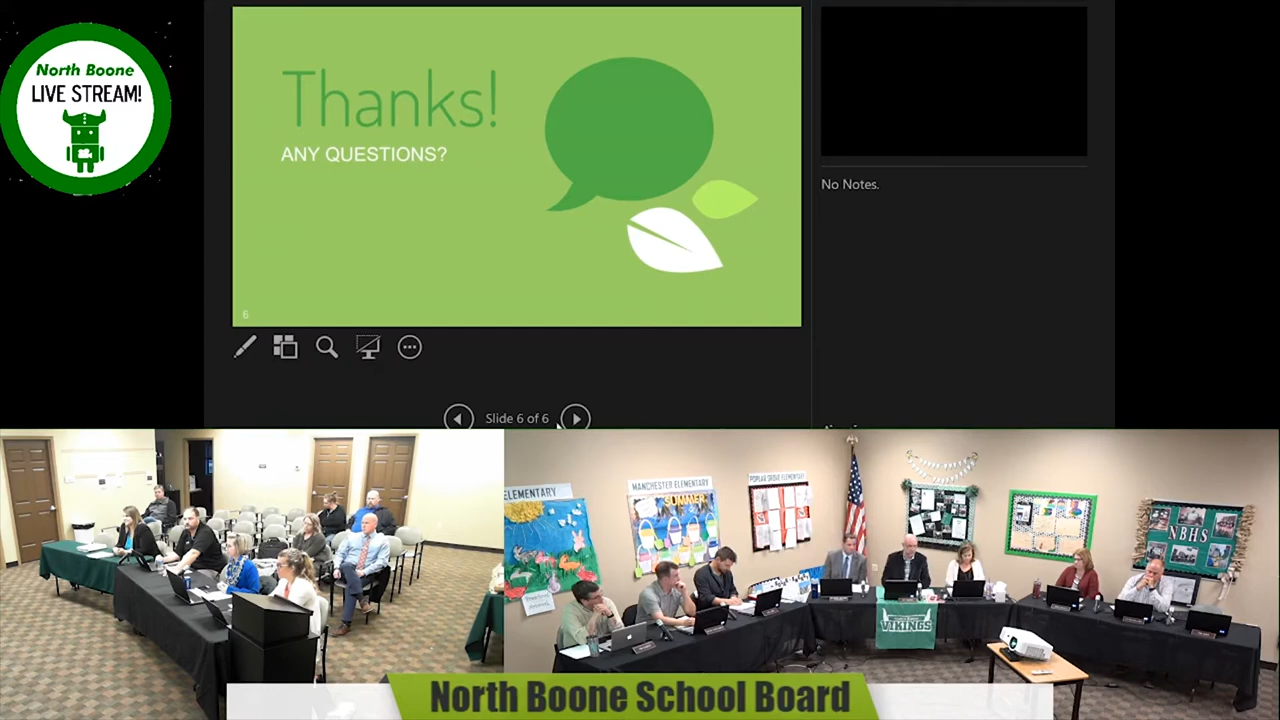 North Boone
LIVE STREAM!
Thanks!
ANY QUESTIONS?
6
No Notes.
Slide 6 of 6
ELEMENTARY
MANCHESTER ELEMENTARY
SUMMER
POPLAR GROVE ELEMENTARY
NBHS
VIKINGS
North Boone School Board